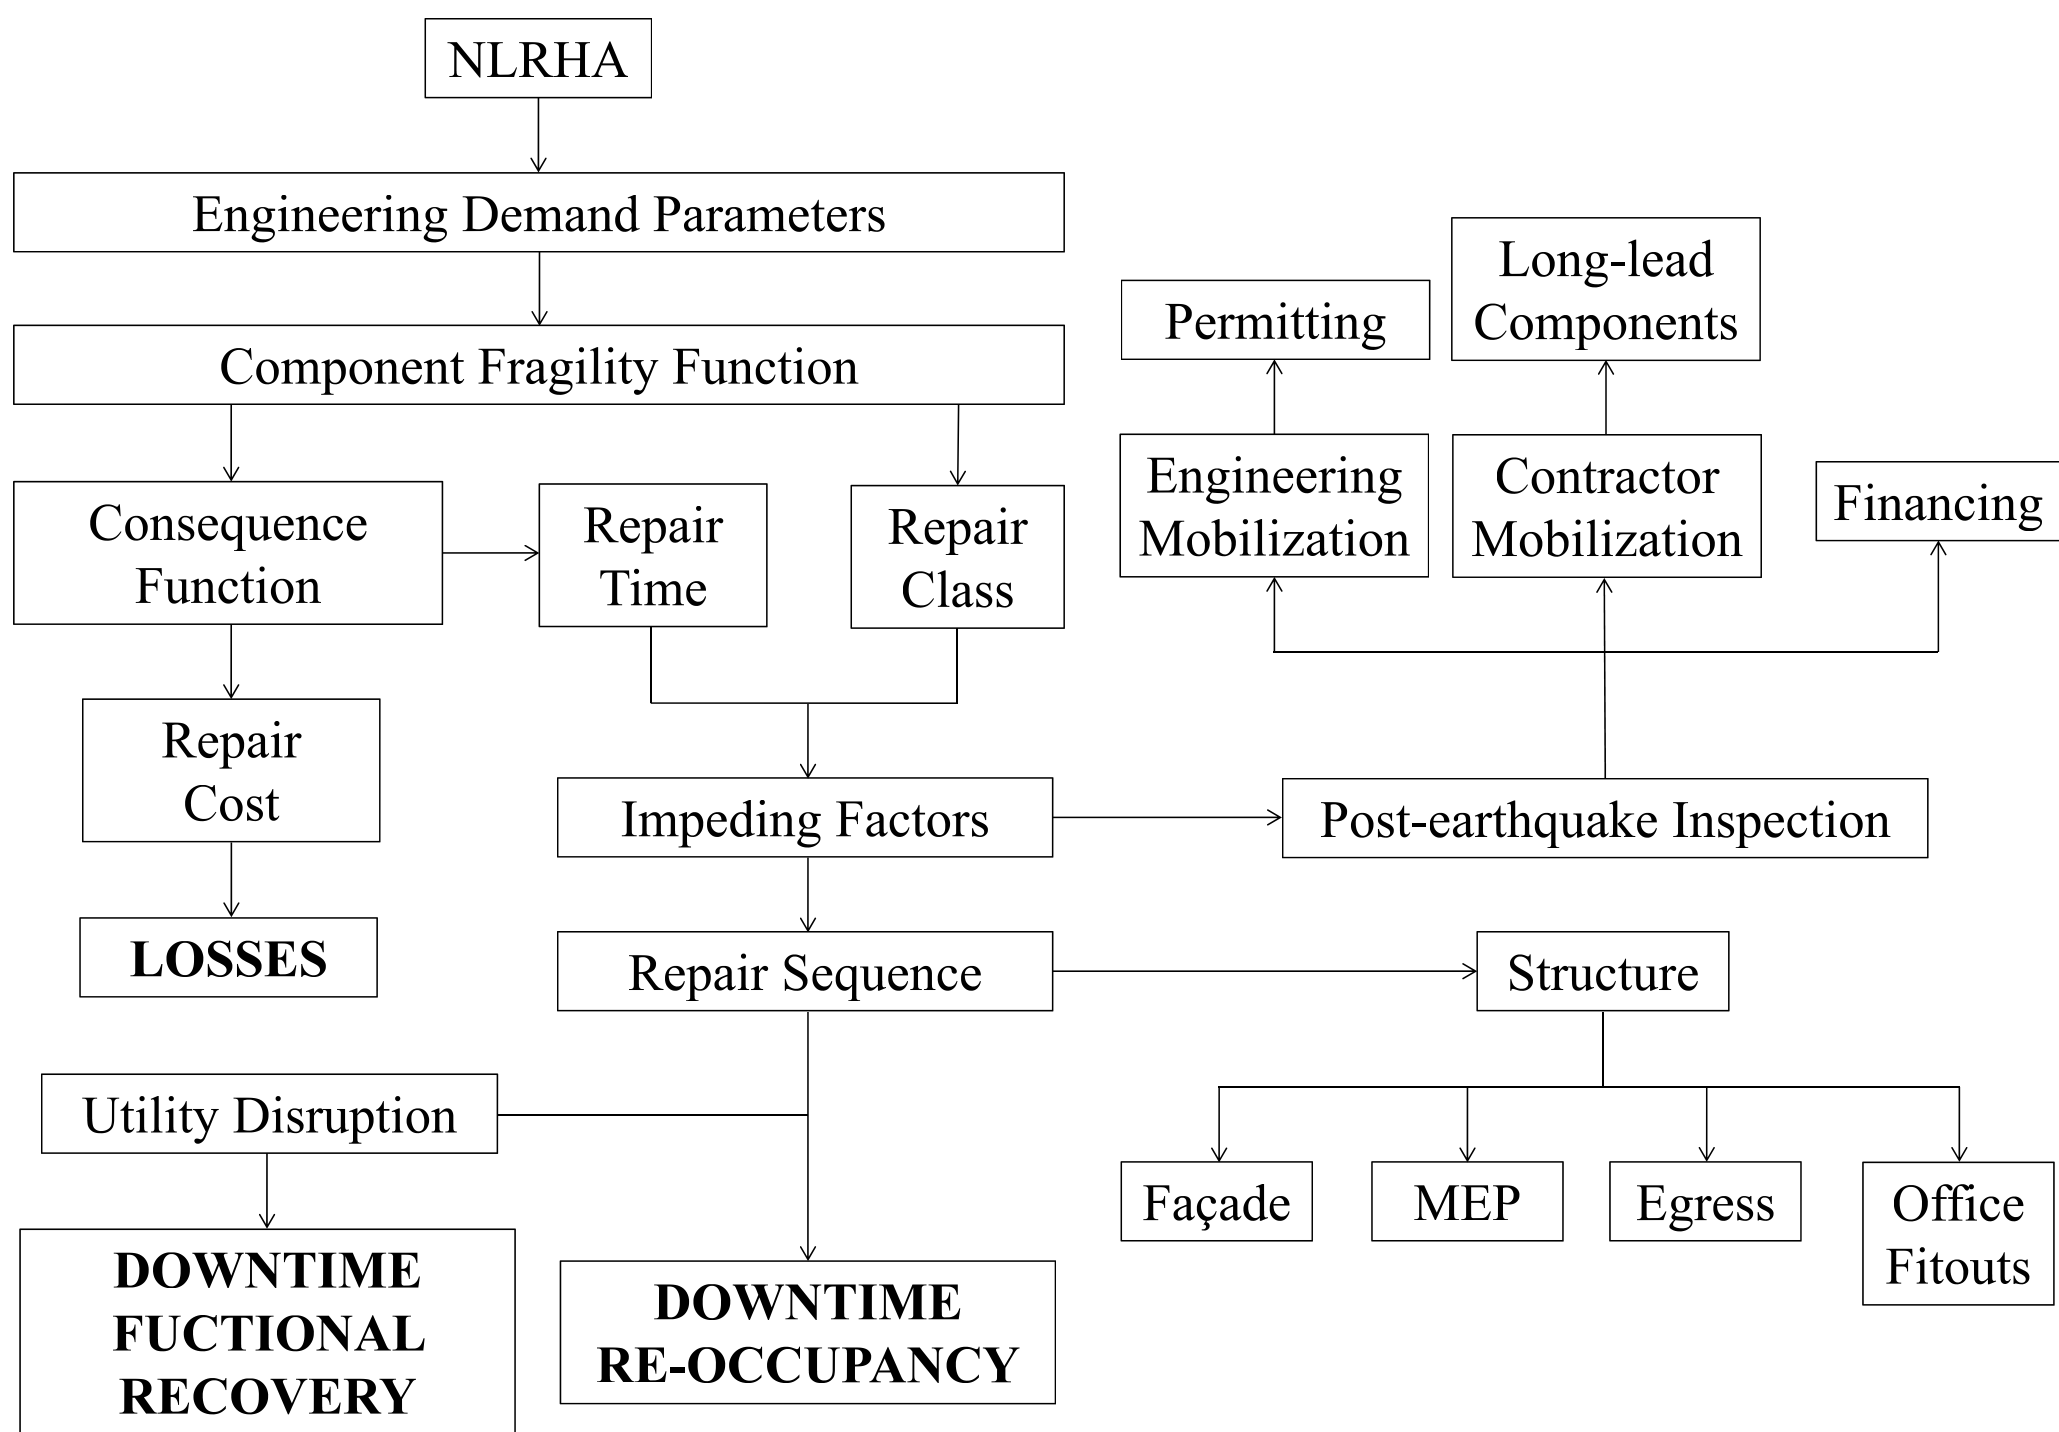 NLRHA
Engineering Demand Parameters
Component Fragility Function
Consequence
Function
Repair
Time
Repair
Class
Repair
Cost
LOSSES
Impeding Factors
Repair Sequence
Utility Disruption
DOWNTIME
FUCTIONAL
RECOVERY
DOWNTIME
RE-OCCUPANCY
Permitting
Long-lead
Components
Engineering
Mobilization
Contractor
Mobilization
Financing
Post-earthquake Inspection
Structure
Façade
MEP
Egress
Office
Fitouts